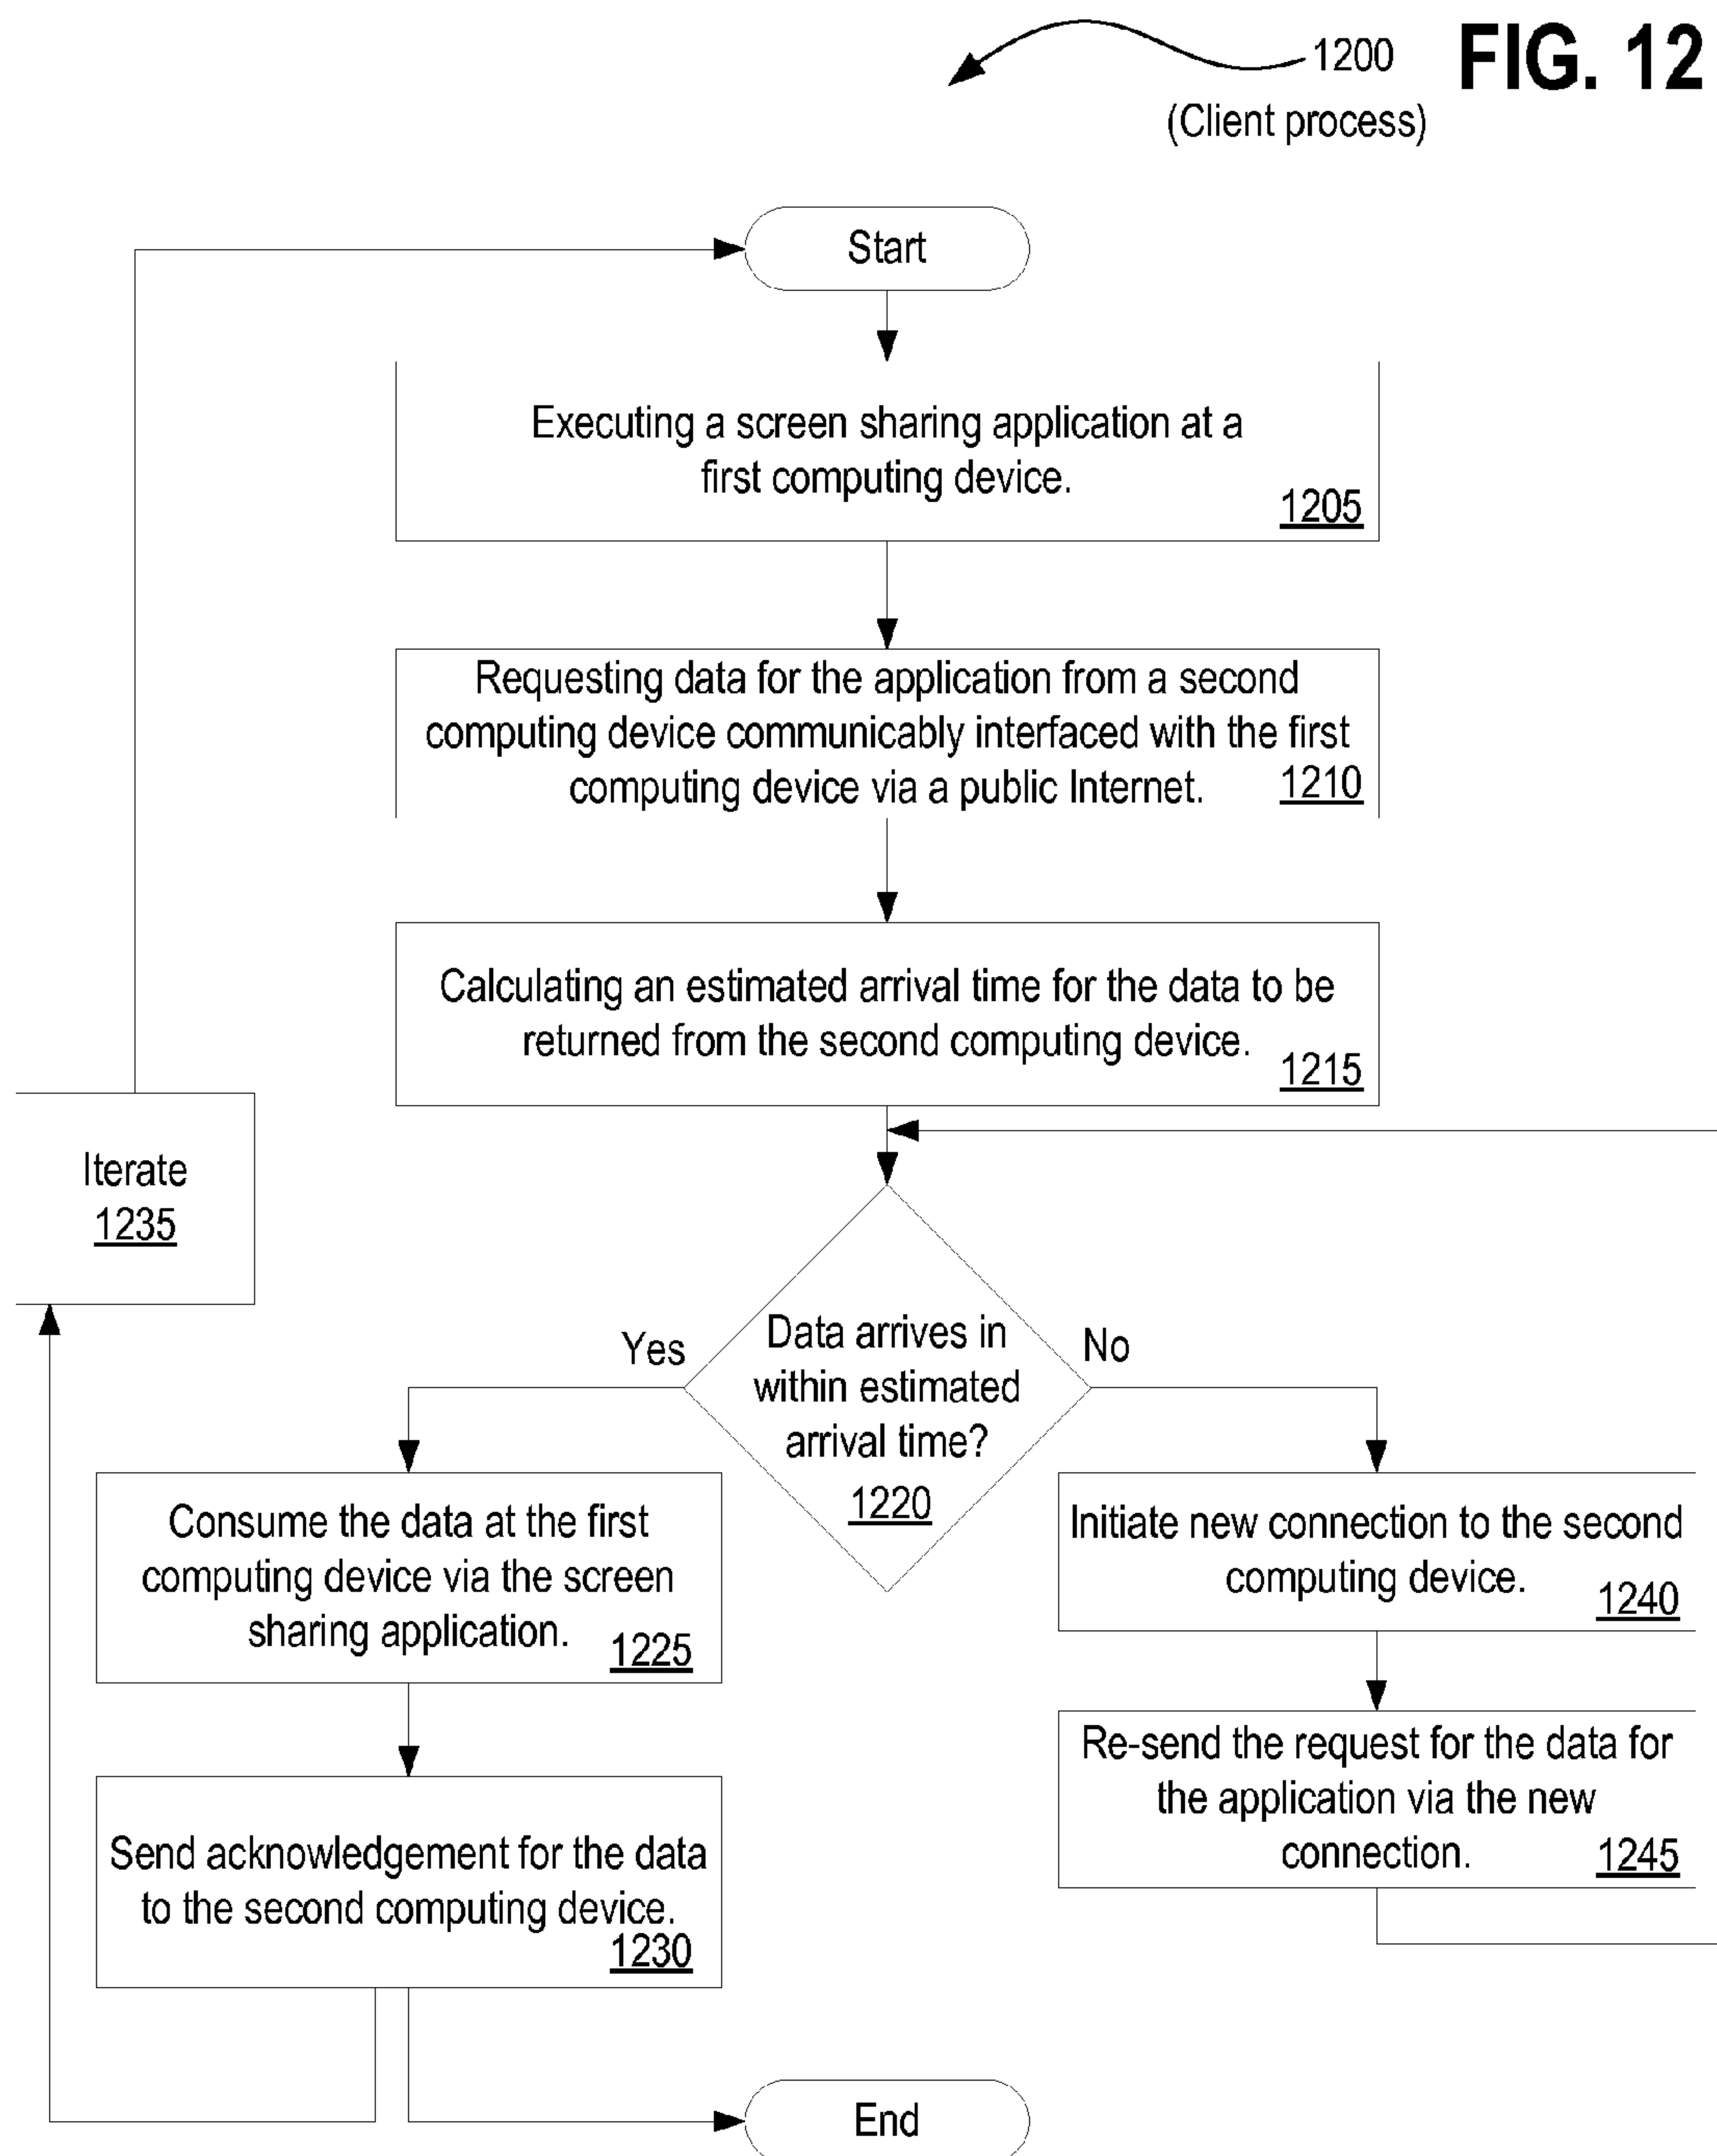 1200
FIG. 12
(Client process)
Start
Executing a screen sharing application at a
first computing device.
1205
Requesting data for the application from a second
computing device communicably interfaced with the first
computing device via a public Internet.
1210
Calculating an estimated arrival time for the data to be
returned from the second computing device.
1215
Iterate
1235
Data arrives in
within estimated
arrival time?
1220
Yes
No
Consume the data at the first
computing device via the screen
sharing application.
1225
Initiate new connection to the second
computing device.
1240
Send acknowledgement for the data
to the second computing device.
1230
Re-send the request for the data for
the application via the new
connection.
1245
End